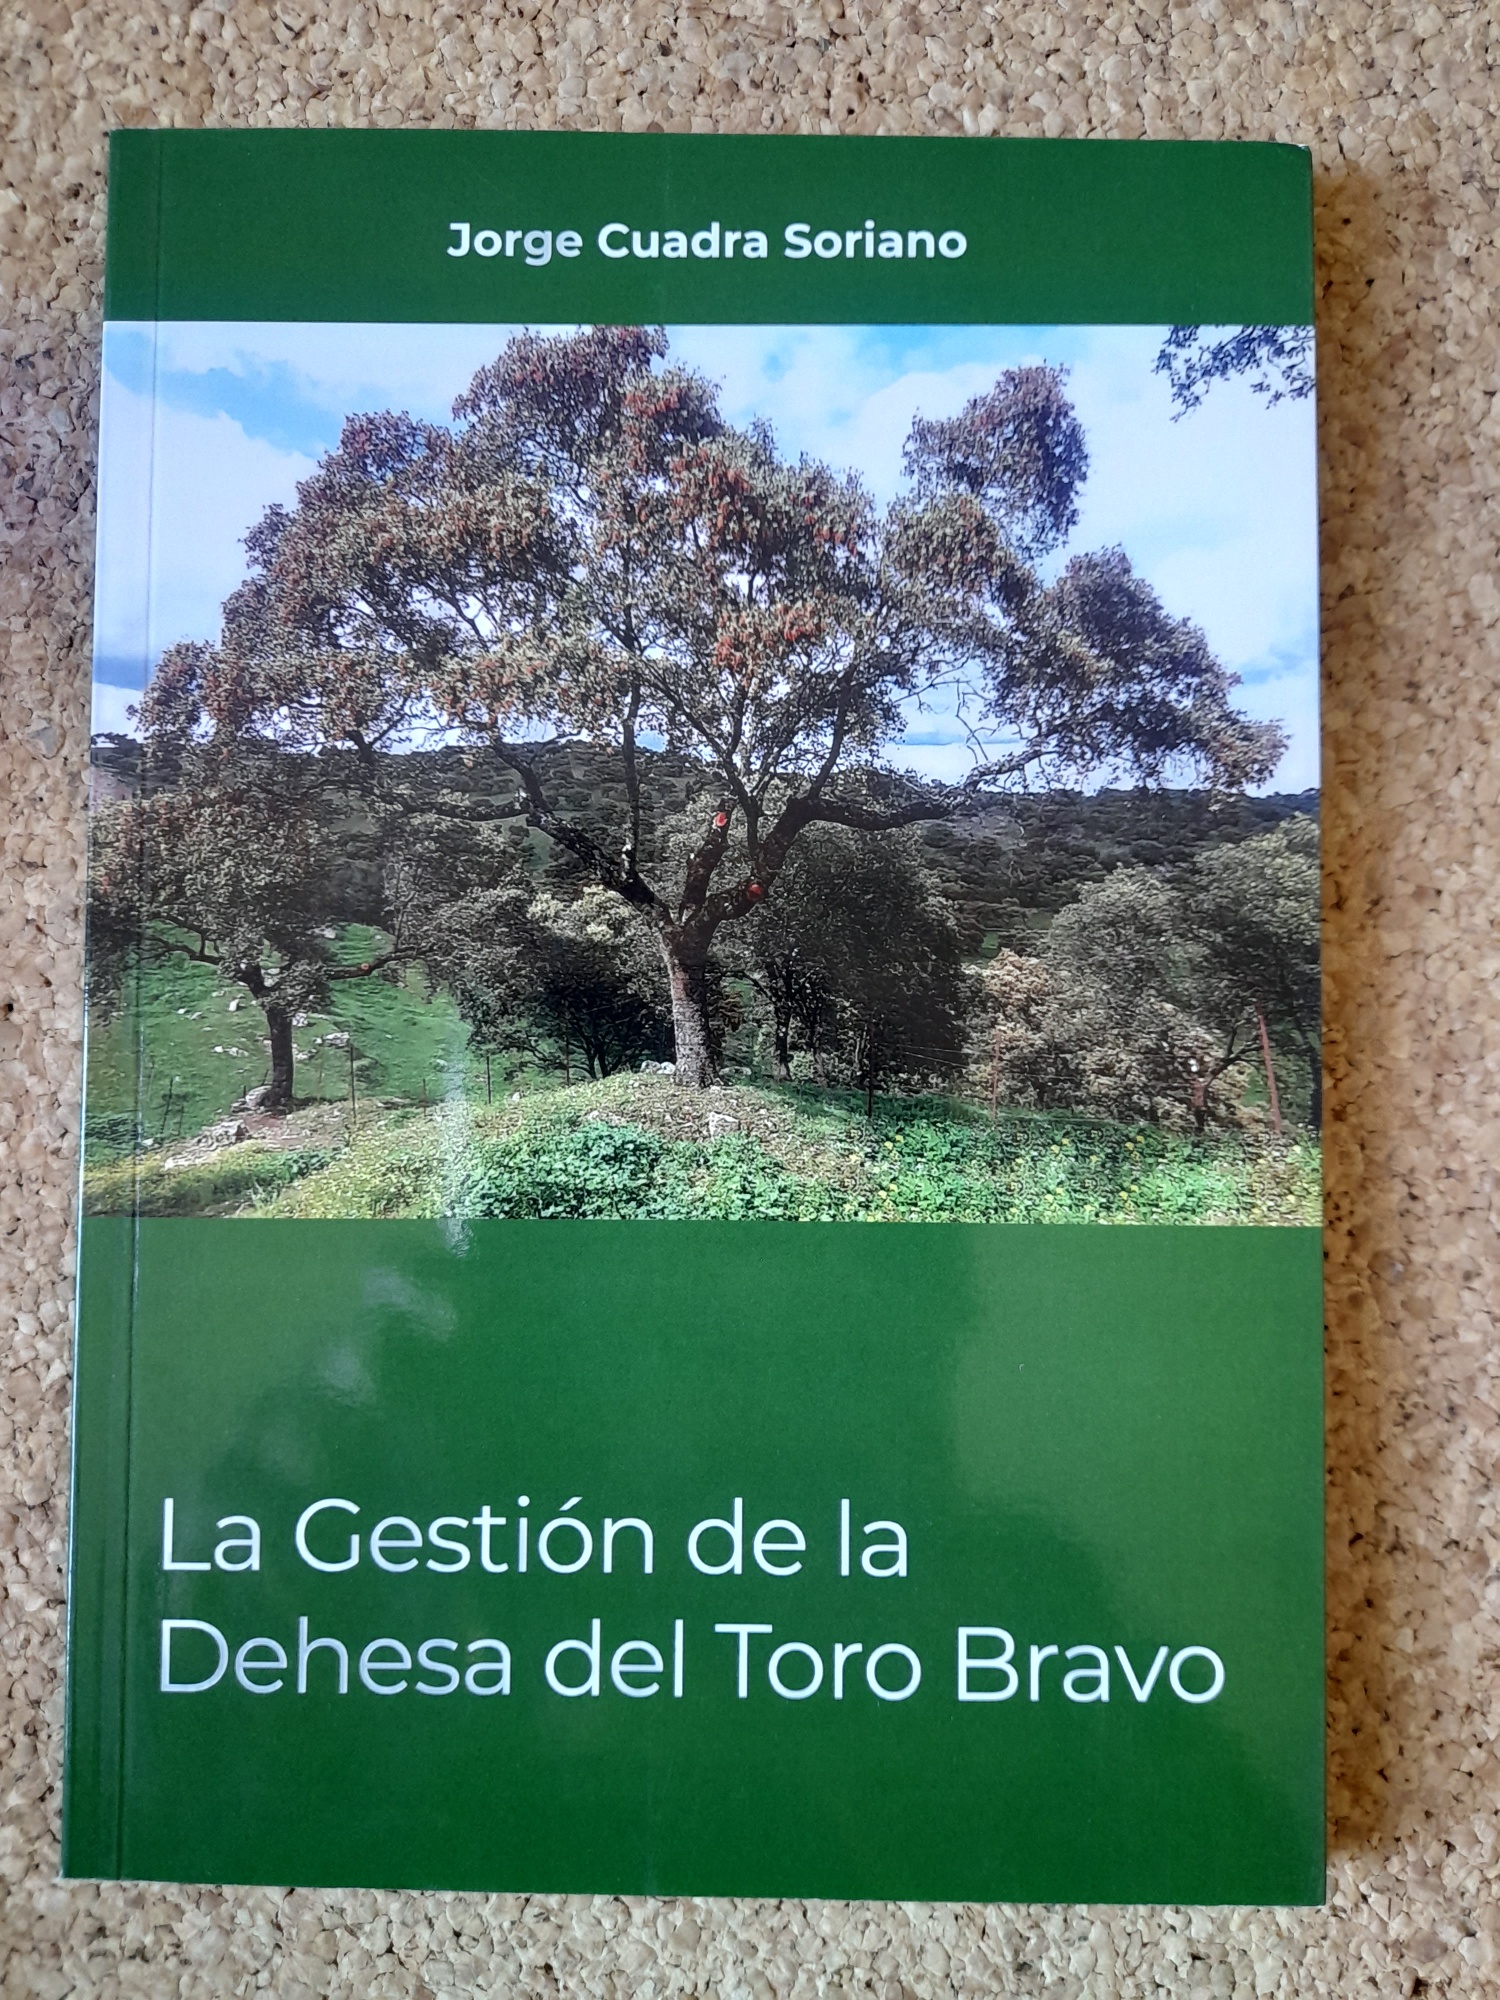 Jorge Cuadra Soriano
La Gestión de la
Dehesa del Toro Bravo